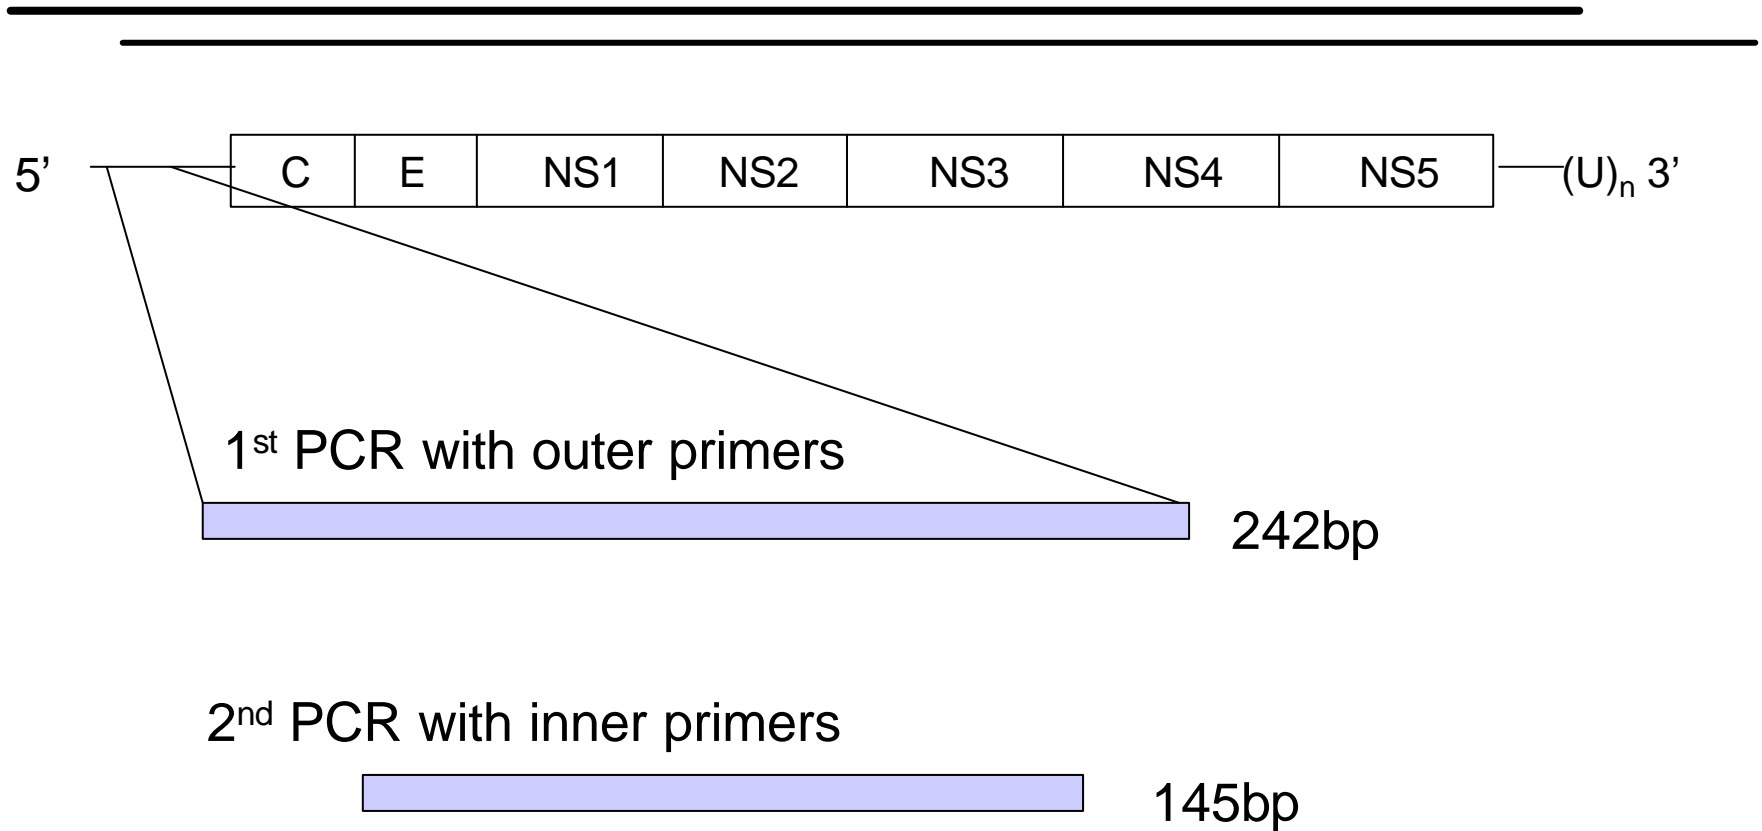 5’ C E NS1 NS2 NS3 NS4 NS5 (U)n 3’
1st PCR with outer primers
242bp
2nd PCR with inner primers
145bp